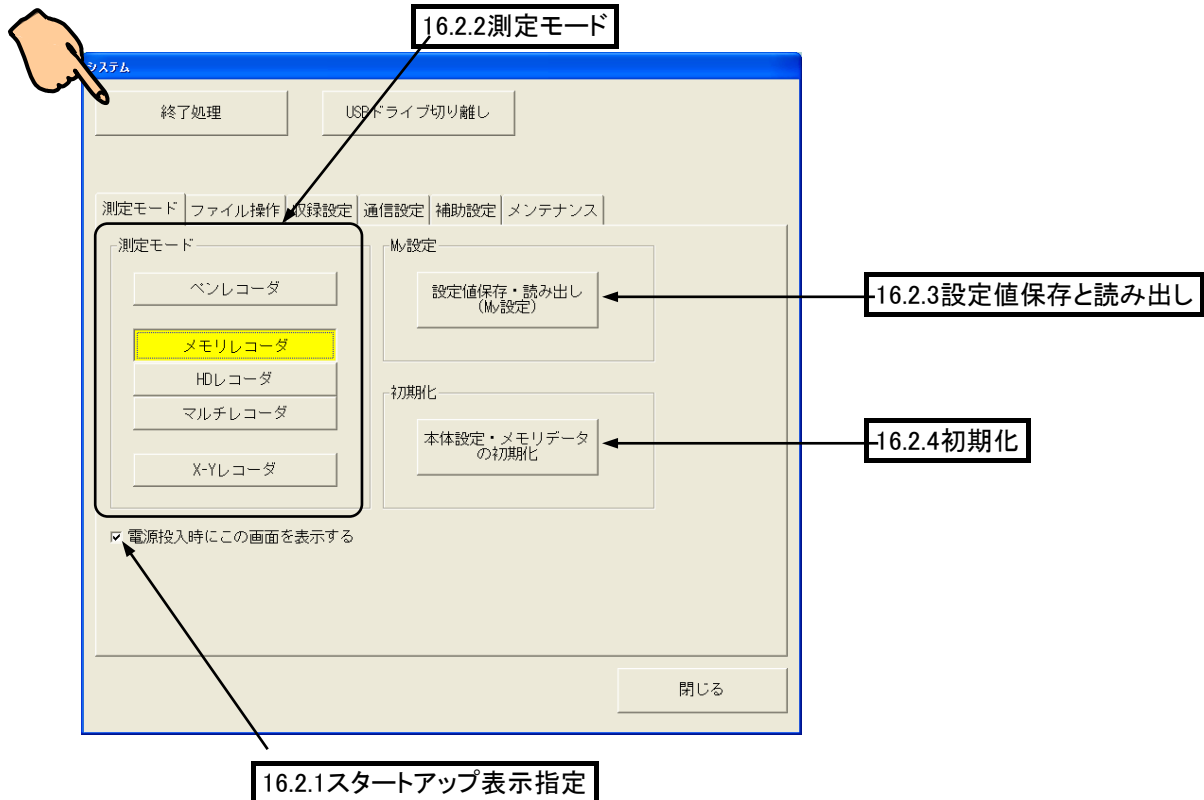 16.2.2測定モード
システム
終了処理
USBドライブ切り離し
測定モード ファイル操作 収録設定 通信設定 補助設定 メンテナンス
測定モード
ペンレコーダ
メモリレコーダ
HDレコーダ
マルチレコーダ
X-Yレコーダ
My設定
設定値保存・読み出し
(My設定)
16.2.3設定値保存と読み出し
初期化
本体設定・メモリデータ
の初期化
16.2.4初期化
電源投入時にこの画面を表示する
閉じる
16.2.1スタートアップ表示指定